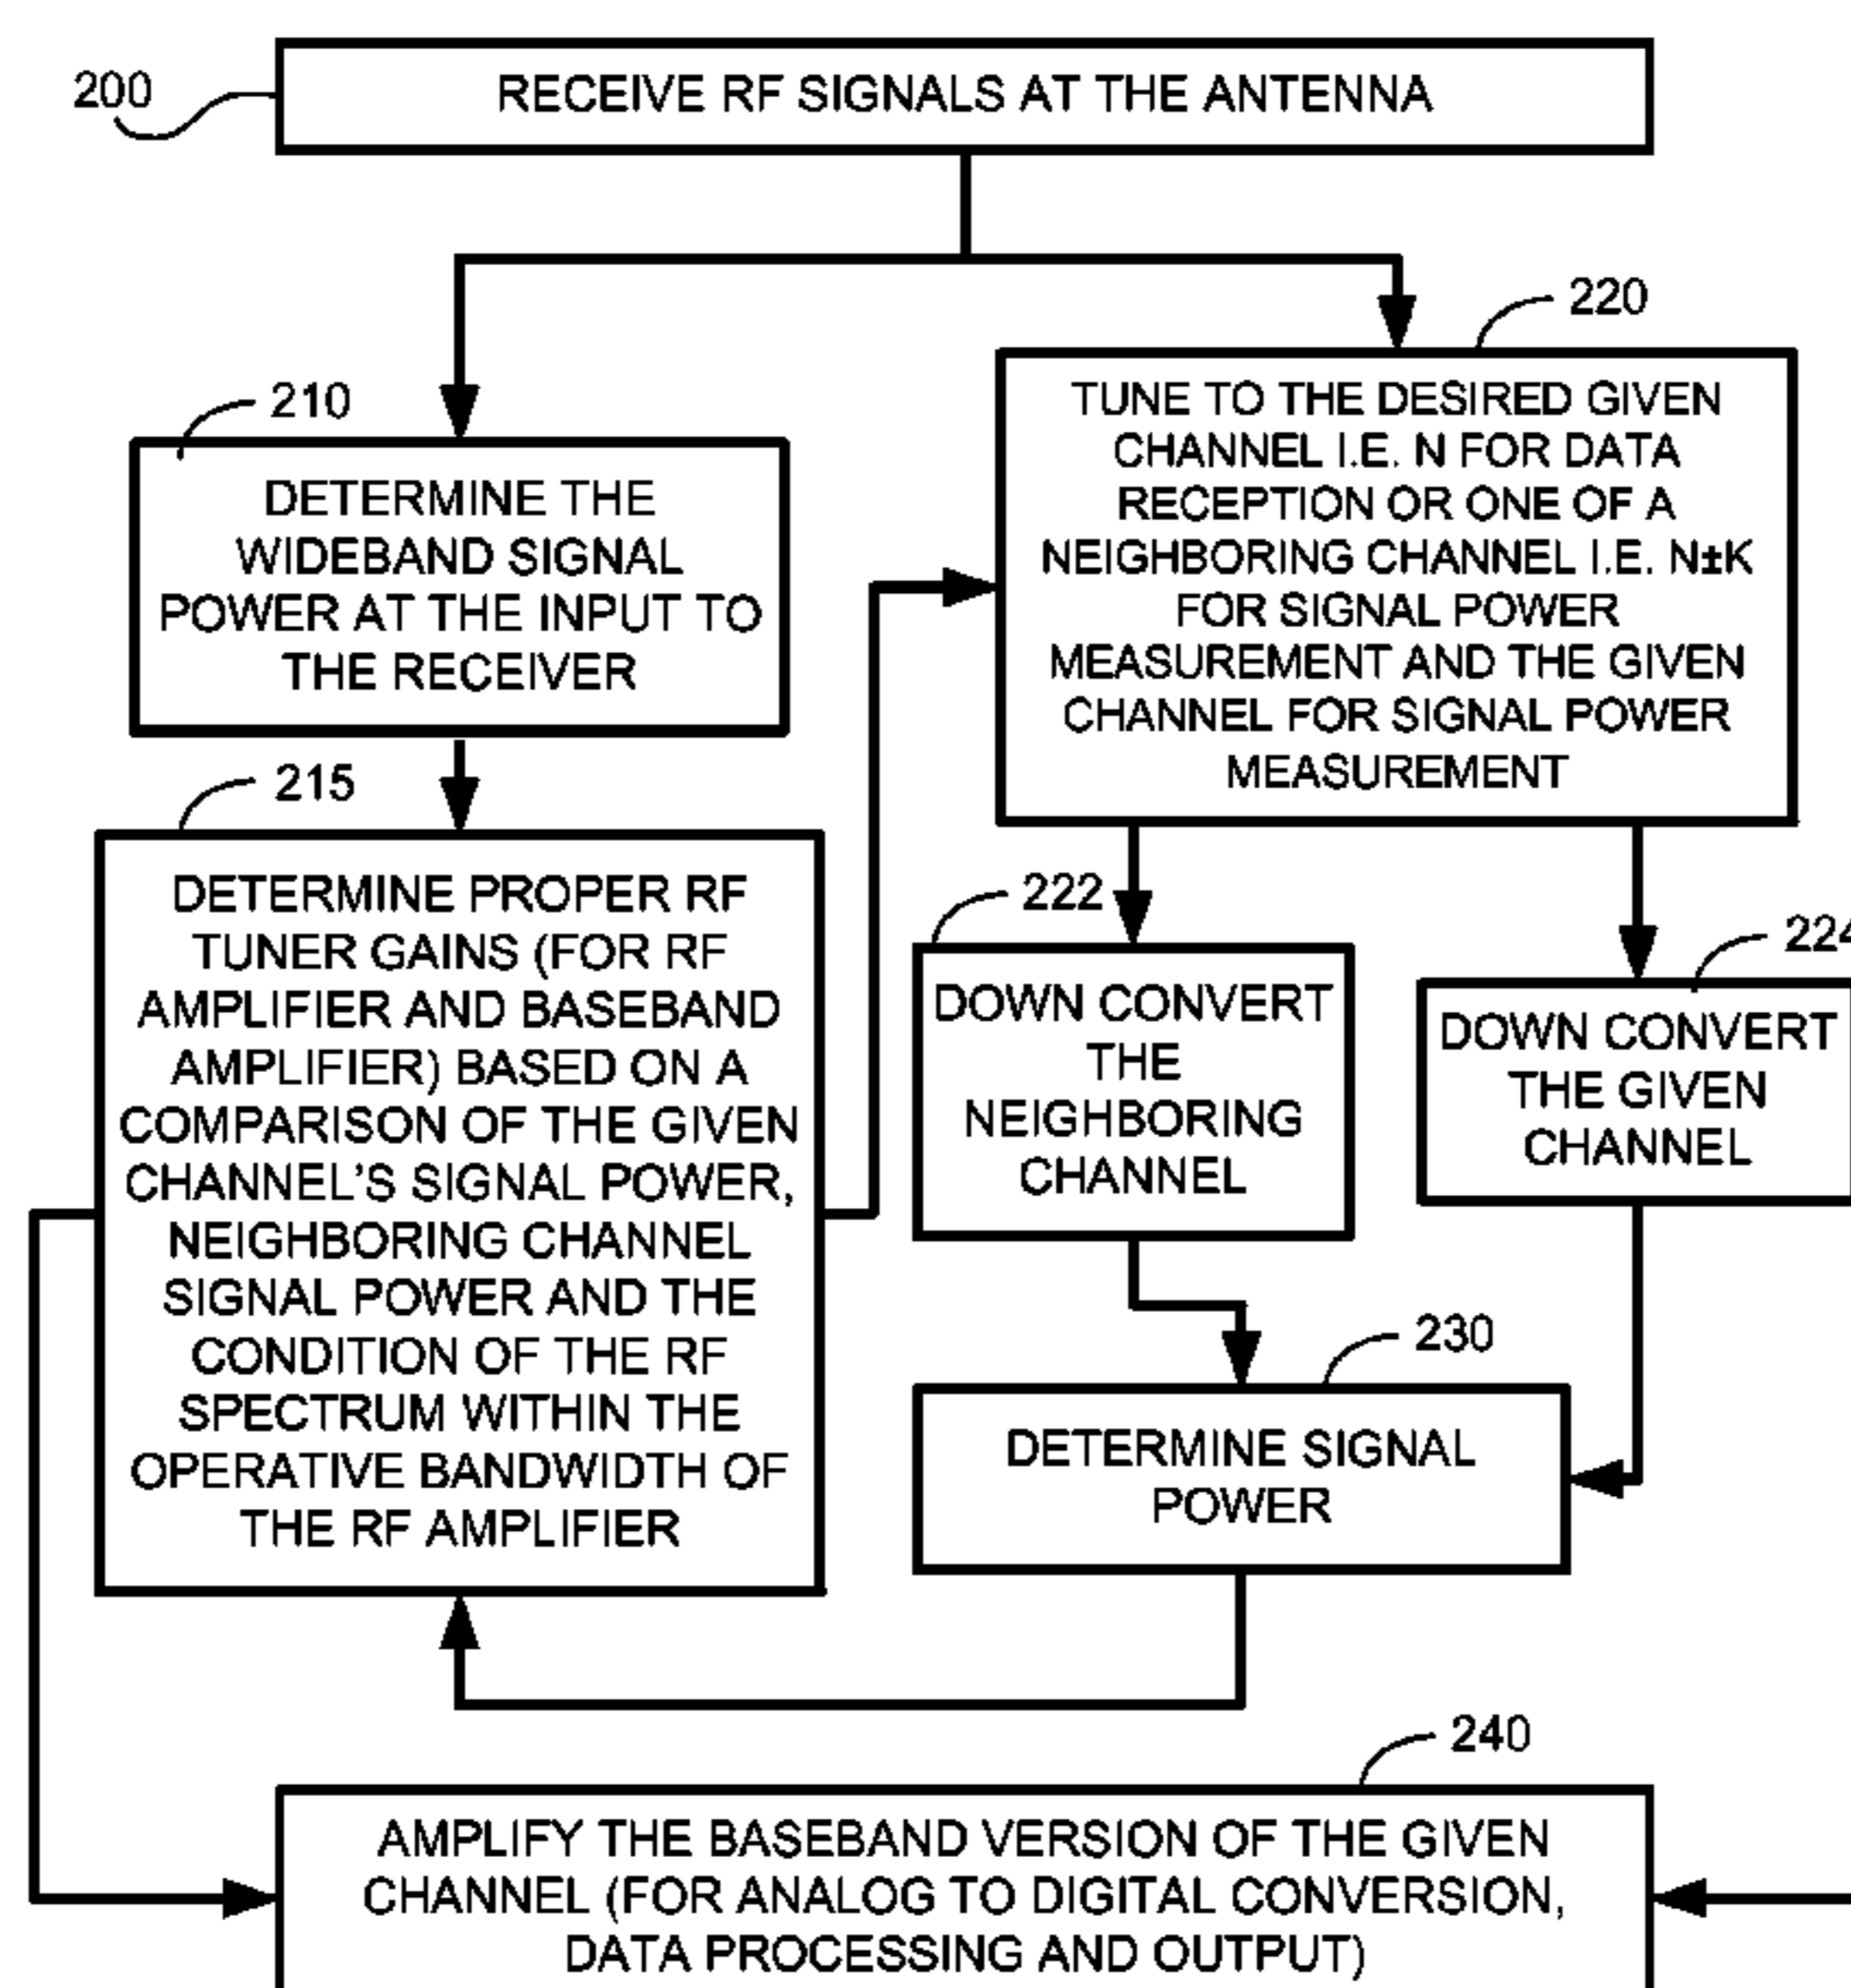 200
RECEIVE RF SIGNALS AT THE ANTENNA
210
DETERMINE THE
WIDEBAND SIGNAL
POWER AT THE INPUT TO
THE RECEIVER
220
TUNE TO THE DESIRED GIVEN
CHANNEL I.E. N FOR DATA
RECEPTION OR ONE OF A
NEIGHBORING CHANNEL I.E. N±K
FOR SIGNAL POWER
MEASUREMENT AND THE GIVEN
CHANNEL FOR SIGNAL POWER
MEASUREMENT
215
DETERMINE PROPER RF
TUNER GAINS (FOR RF
AMPLIFIER AND BASEBAND
AMPLIFIER) BASED ON A
COMPARISON OF THE GIVEN
CHANNEL'S SIGNAL POWER,
NEIGHBORING CHANNEL
SIGNAL POWER AND THE
CONDITION OF THE RF
SPECTRUM WITHIN THE
OPERATIVE BANDWIDTH OF
THE RF AMPLIFIER
222
DOWN CONVERT
THE
NEIGHBORING
CHANNEL
224
DOWN CONVERT
THE GIVEN
CHANNEL
230
DETERMINE SIGNAL
POWER
240
AMPLIFY THE BASEBAND VERSION OF THE GIVEN
CHANNEL (FOR ANALOG TO DIGITAL CONVERSION,
DATA PROCESSING AND OUTPUT)